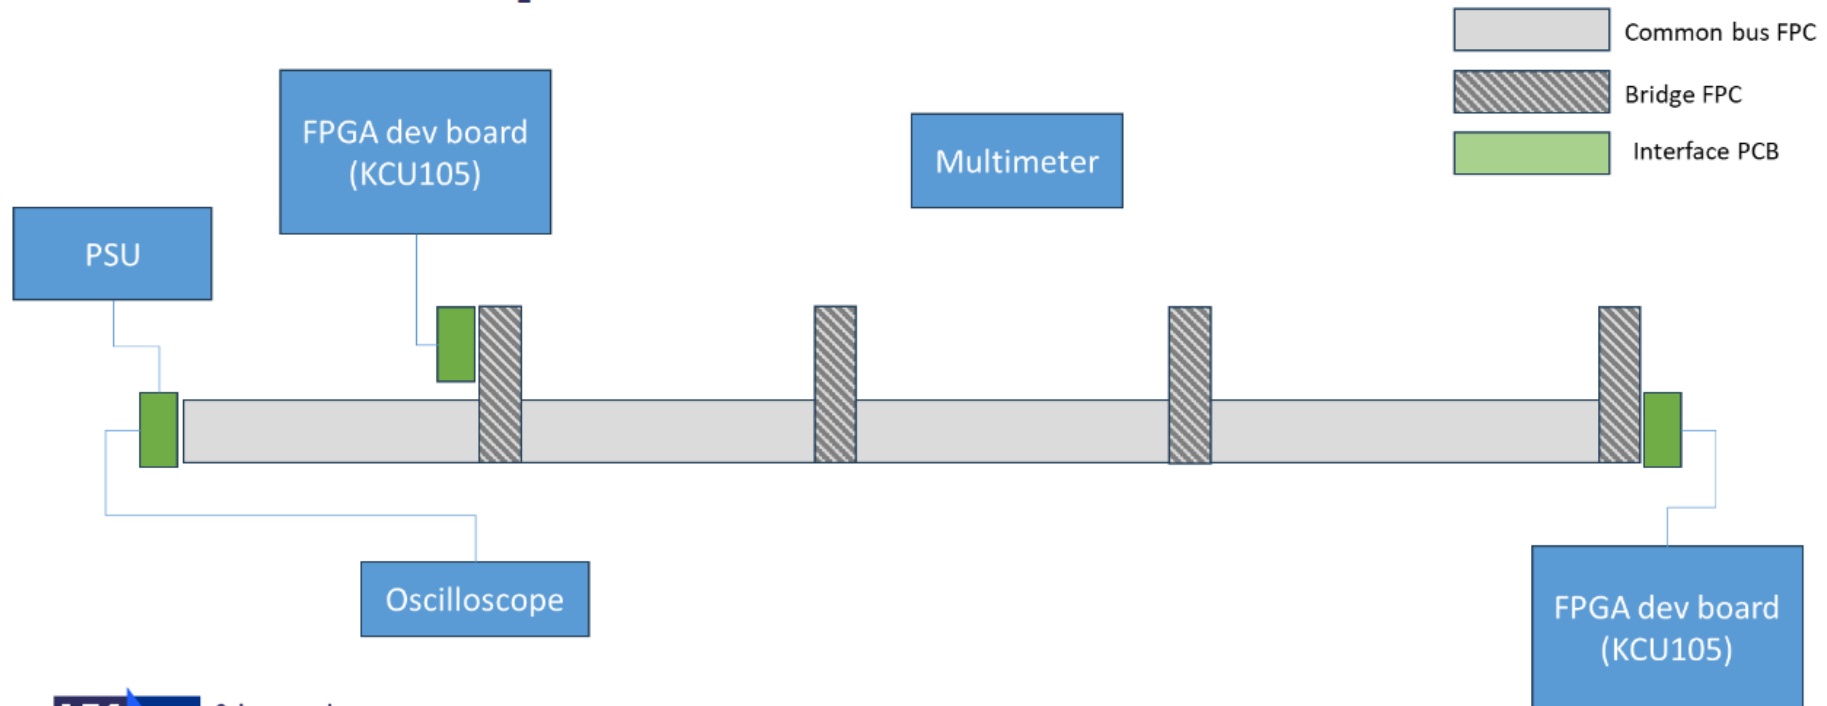 Common bus FPC
Bridge FPC
Interface PCB
FPGA dev board
(KCU105)
Multimeter
PSU
Oscilloscope
FPGA dev board
(KCU105)